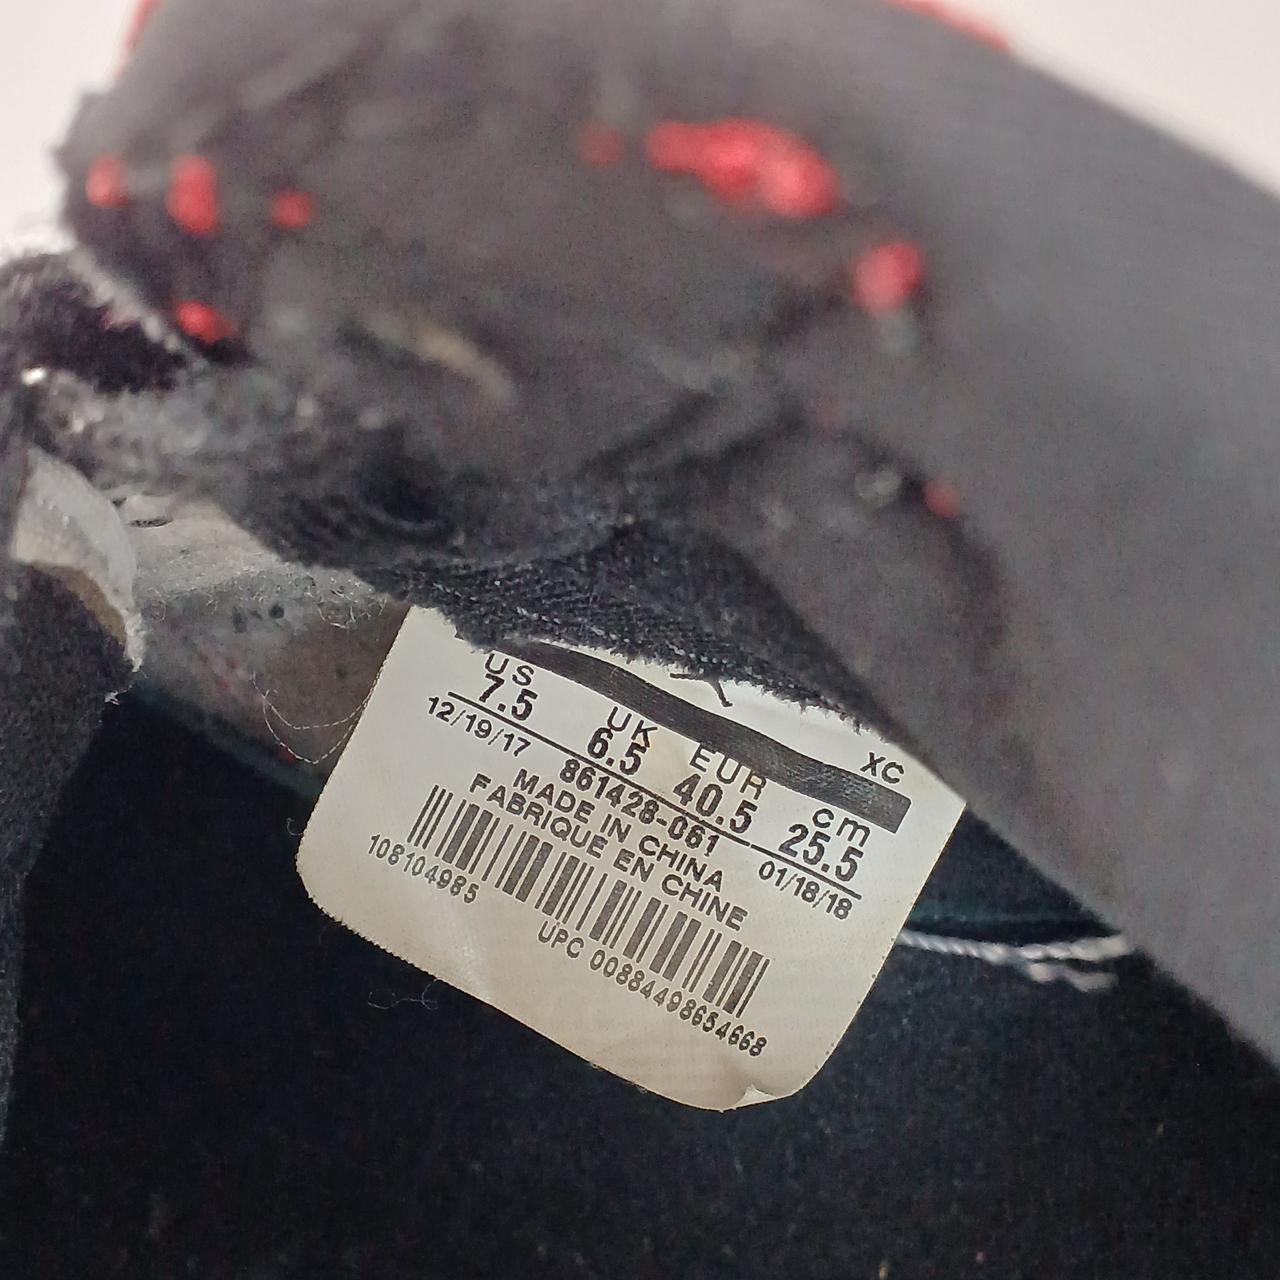 XC
US UK EUR cm
7.5 6.5 40.5 25.5
12/19/17 861428-061 01/18/18
MADE IN CHINA
FABRIQUE EN CHINE
108104985
UPC 00884498654668